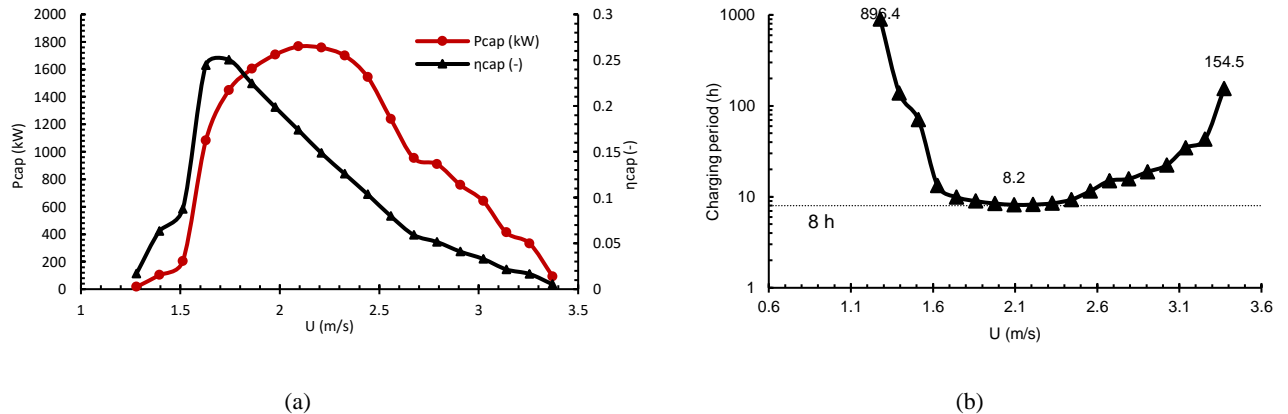 2000
1800
1600
1400
1200
1000
800
600
400
200
0
Pcap (kW)
0.3
0.25
0.2
0.15
0.1
0.05
0
ηcap (-)
Pcap (kW)
ηcap (-)
1 1.5 2 2.5 3 3.5
U (m/s)
(a)
1000
100
10
1
Charging period (h)
896.4
154.5
8.2
8 h
0.6 1.1 1.6 2.1 2.6 3.1 3.6
U (m/s)
(b)